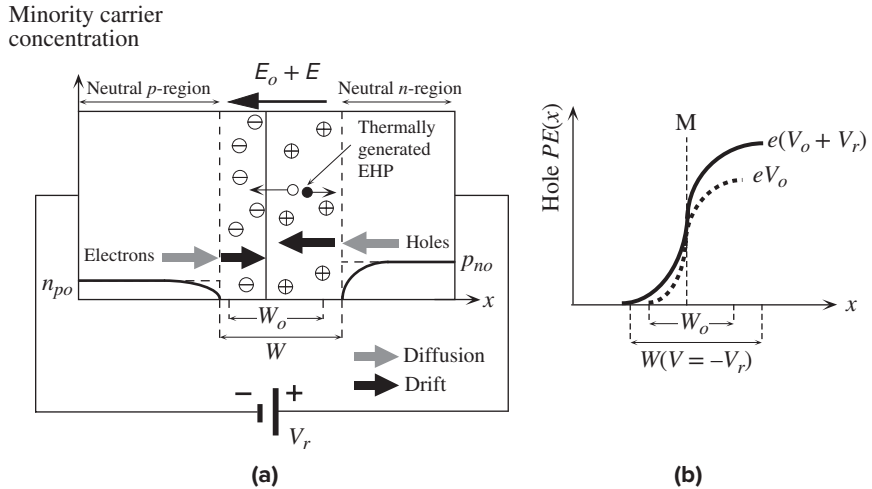 Minority carrier
concentration
E_o + E
Neutral p-region
Neutral n-region
Thermally
generated
EHP
Electrons
Holes
n_po
p_no
x
W_o
W
Diffusion
Drift
− +
V_r
(a)
Hole PE(x)
M
e(V_o + V_r)
eV_o
x
W_o
W(V = –V_r)
(b)